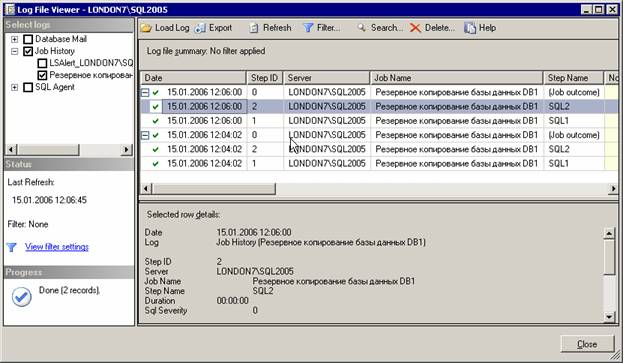 Log File Viewer - LONDON7\SQL2005
Select logs
Database Mail
Job History
LSAlert_LONDON7\SQ
Резервное копирован
SQL Agent
Status
Last Refresh:
15.01.2006 12:06:45
Filter: None
View filter settings
Progress
Done (2 records).
Load Log Export Refresh Filter... Search... Delete... Help
Log file summary: No filter applied
Date Step ID Server Job Name Step Name No
15.01.2006 12:06:00 0 LONDON7\SQL2005 Резервное копирование базы данных DB1 (Job outcome)
15.01.2006 12:06:00 2 LONDON7\SQL2005 Резервное копирование базы данных DB1 SQL2
15.01.2006 12:06:00 1 LONDON7\SQL2005 Резервное копирование базы данных DB1 SQL1
15.01.2006 12:04:02 0 LONDON7\SQL2005 Резервное копирование базы данных DB1 (Job outcome)
15.01.2006 12:04:02 2 LONDON7\SQL2005 Резервное копирование базы данных DB1 SQL2
15.01.2006 12:04:02 1 LONDON7\SQL2005 Резервное копирование базы данных DB1 SQL1
Selected row details:
Date 15.01.2006 12:06:00
Log Job History (Резервное копирование базы данных DB1)
Step ID 2
Server LONDON7\SQL2005
Job Name Резервное копирование базы данных DB1
Step Name SQL2
Duration 00:00:00
Sql Severity 0
Close